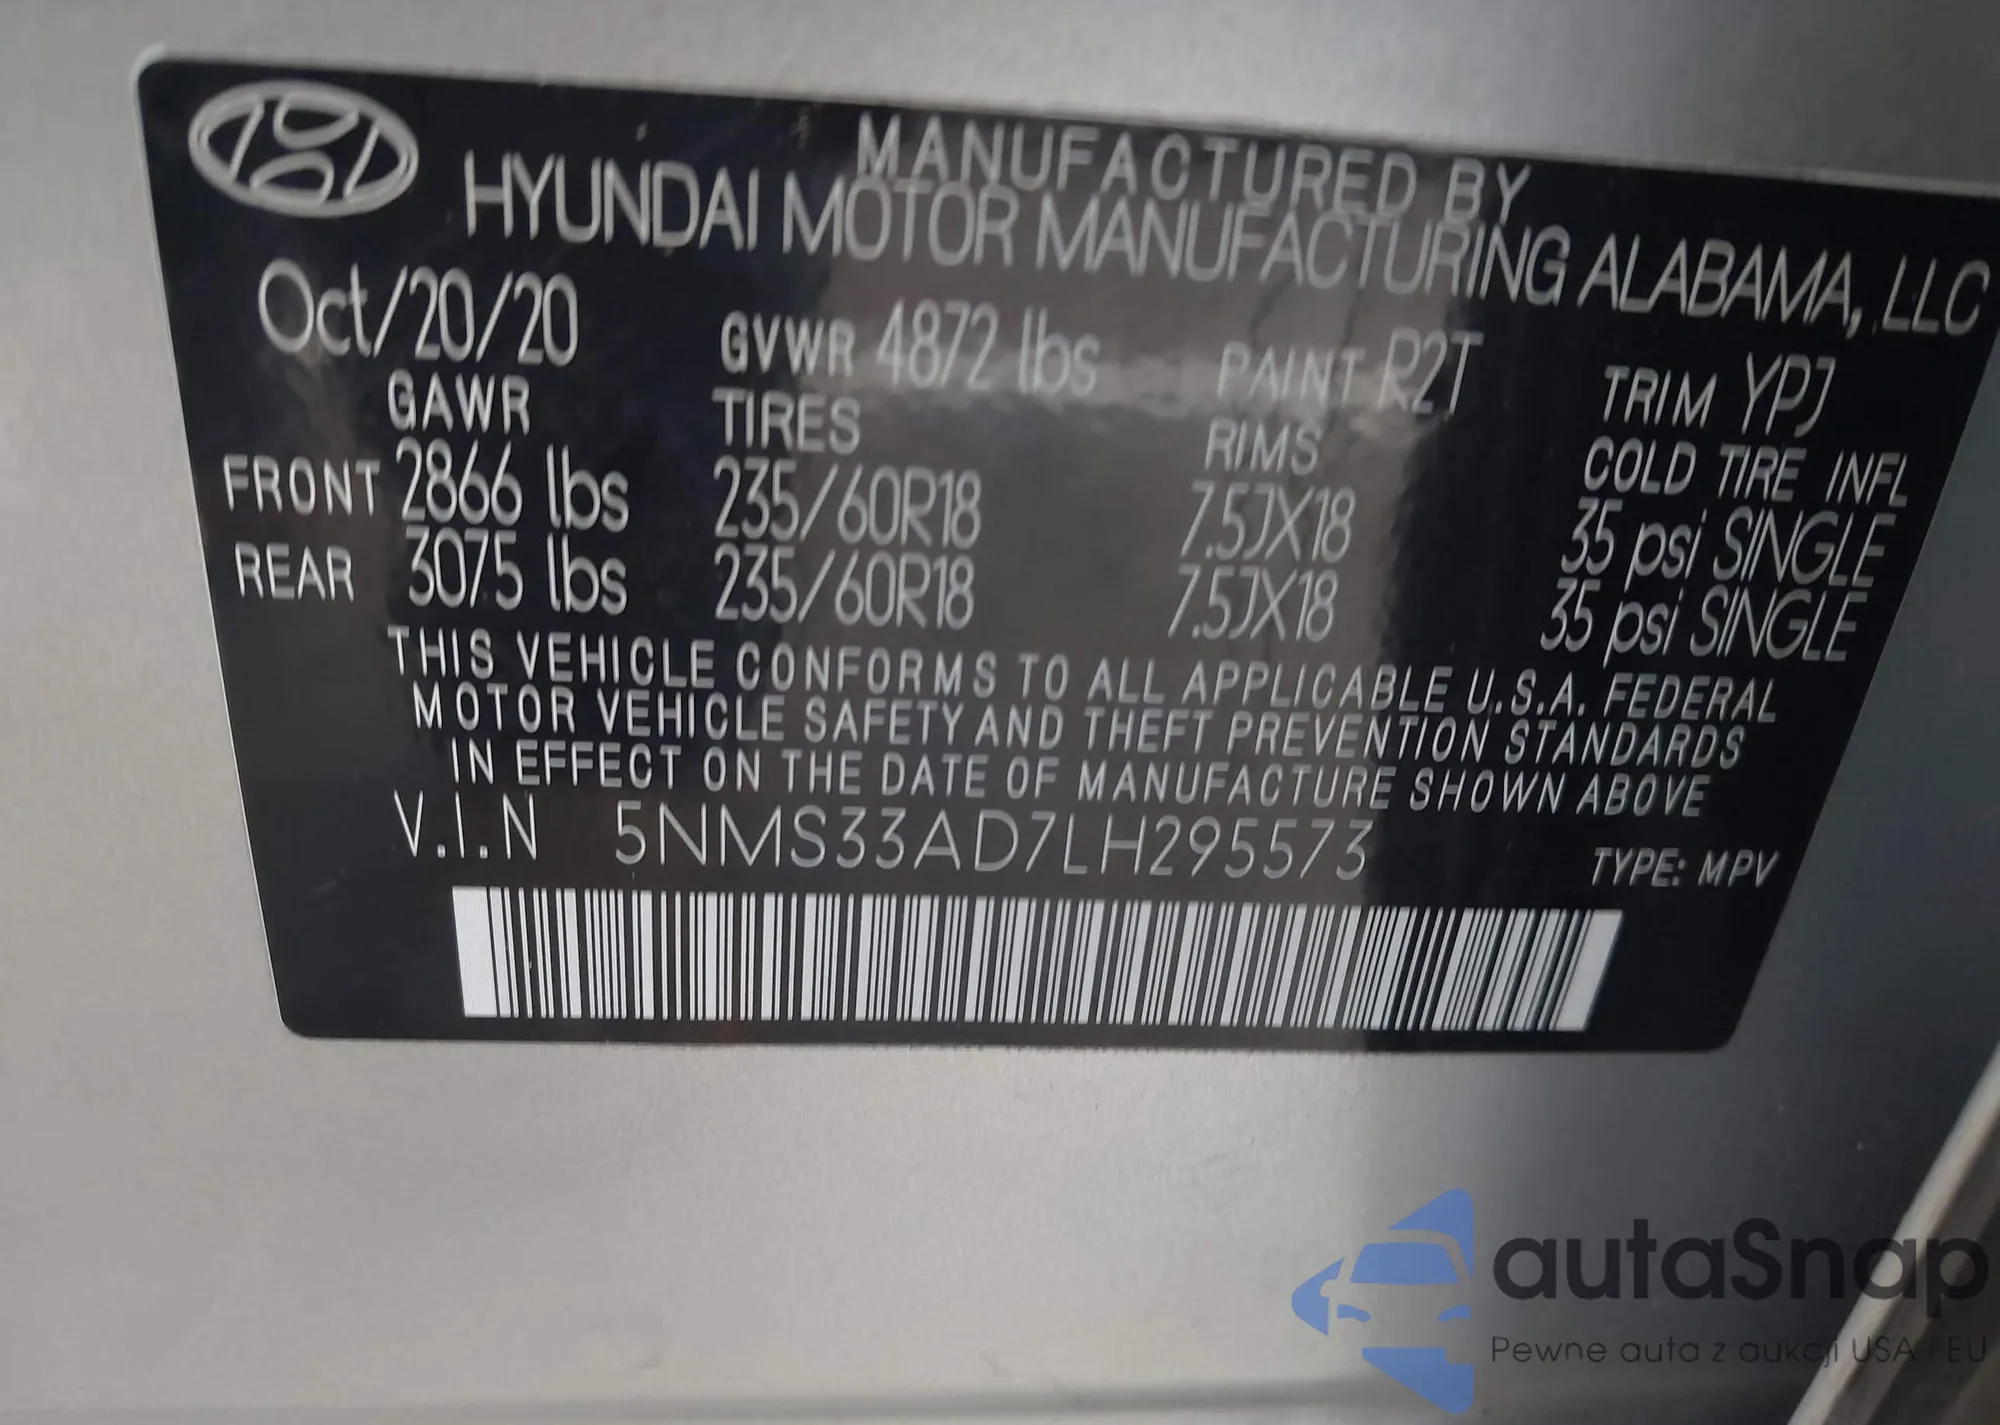 MANUFACTURED BY
HYUNDAI MOTOR MANUFACTURING ALABAMA, LLC
Oct/20/20 GVWR 4872 lbs PAINT R2T TRIM YPJ
GAWR TIRES RIMS COLD TIRE INFL
FRONT 2866 lbs 235/60R18 7.5JX18 35 psi SINGLE
REAR 3075 lbs 235/60R18 7.5JX18 35 psi SINGLE
THIS VEHICLE CONFORMS TO ALL APPLICABLE U.S.A. FEDERAL
MOTOR VEHICLE SAFETY AND THEFT PREVENTION STANDARDS
IN EFFECT ON THE DATE OF MANUFACTURE SHOWN ABOVE
V.I.N 5NMS33AD7LH295573 TYPE: MPV
autaSnap
Pewne auta z aukcji USA i EU